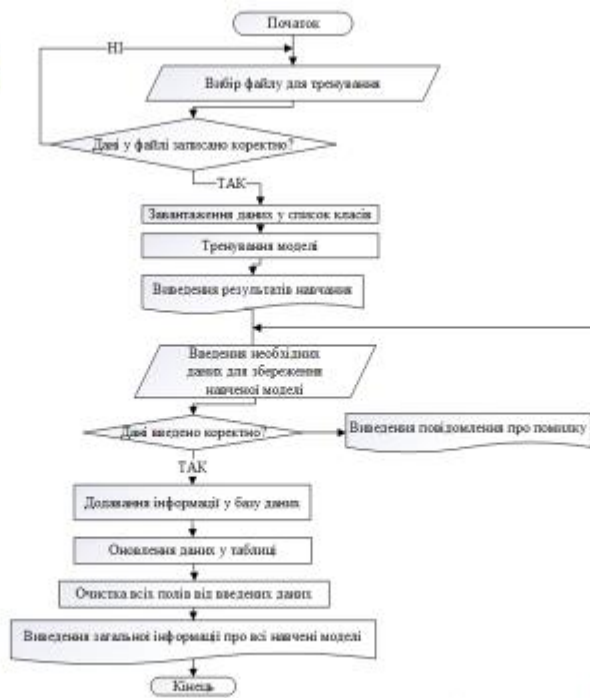 Початок
НІ
Вибір файлу для тренування
Дані у файлі записано коректно?
ТАК
Завантаження даних у список класів
Тренування моделі
Виведення результатів навчання
Введення необхідних
даних для збереження
навченої моделі
Дані введено коректно?
Виведення повідомлення про помилку
ТАК
Додавання інформації у базу даних
Оновлення даних у таблиці
Очистка всіх полів від введених даних
Виведення загальної інформації про всі навчені моделі
Кінець